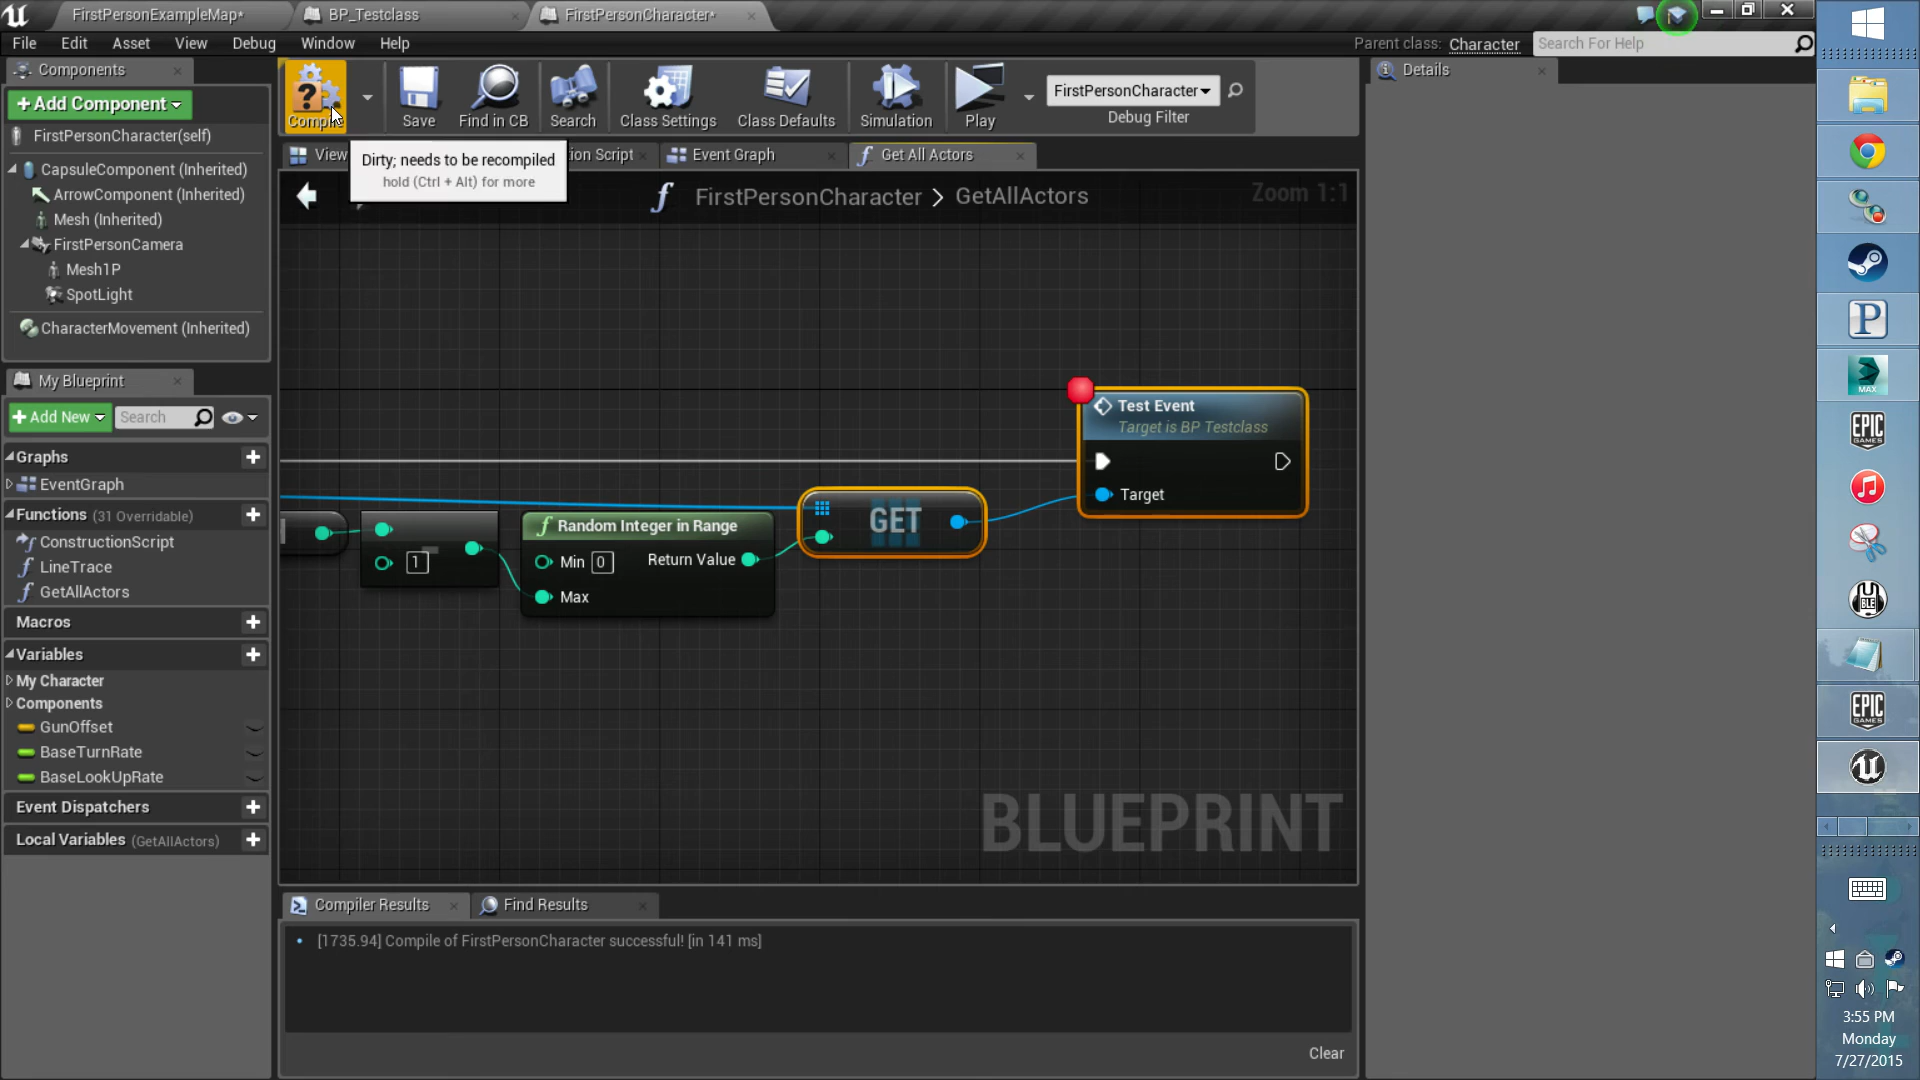 FirstPersonExampleMap*
BP_Testclass
FirstPersonCharacter*
File Edit Asset View Debug Window Help
Parent class: Character
Search For Help
Components
+Add Component
FirstPersonCharacter(self)
CapsuleComponent (Inherited)
ArrowComponent (Inherited)
Mesh (Inherited)
FirstPersonCamera
Mesh1P
SpotLight
CharacterMovement (Inherited)
My Blueprint
+Add New
Search
Graphs
EventGraph
Functions (31 Overridable)
ConstructionScript
LineTrace
GetAllActors
Macros
Variables
My Character
Components
GunOffset
BaseTurnRate
BaseLookUpRate
Event Dispatchers
Local Variables (GetAllActors)
Compile
Save
Find in CB
Search
Class Settings
Class Defaults
Simulation
Play
FirstPersonCharacter
Debug Filter
Dirty; needs to be recompiled
hold (Ctrl + Alt) for more
View
ion Script
Event Graph
Get All Actors
FirstPersonCharacter > GetAllActors
Zoom 1:1
Test Event
Target is BP Testclass
Target
GET
1
Random Integer in Range
Min 0
Return Value
Max
BLUEPRINT
Compiler Results
Find Results
[1735.94] Compile of FirstPersonCharacter successful! [in 141 ms]
Clear
Details
P
MAX
EPIC
GAMES
BLE
EPIC
GAMES
3:55 PM
Monday
7/27/2015